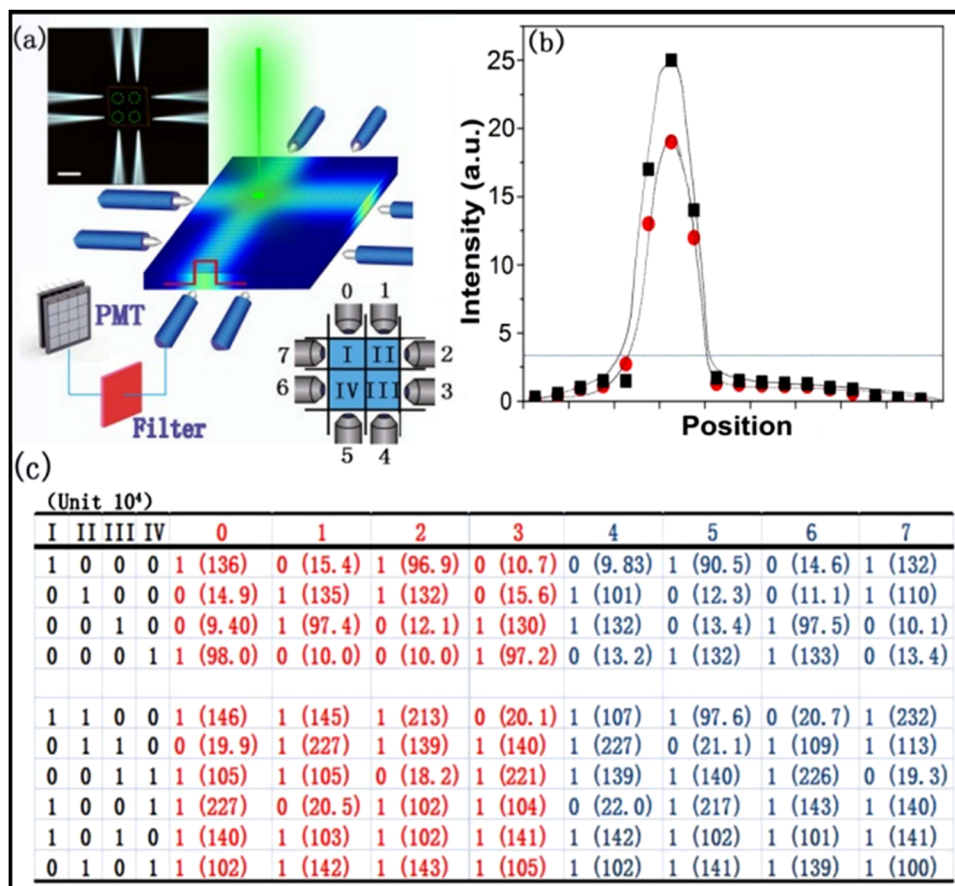 (a)
PMT
Filter
0 1
7 I II 2
6 IV III 3
5 4
(b)
25
20
15
10
5
0
Intensity (a.u.)
Position
(c)
(Unit 10⁴)
I II III IV 0 1 2 3 4 5 6 7
1 0 0 0 1 (136) 0 (15.4) 1 (96.9) 0 (10.7) 0 (9.83) 1 (90.5) 0 (14.6) 1 (132)
0 1 0 0 0 (14.9) 1 (135) 1 (132) 0 (15.6) 1 (101) 0 (12.3) 0 (11.1) 1 (110)
0 0 1 0 0 (9.40) 1 (97.4) 0 (12.1) 1 (130) 1 (132) 0 (13.4) 1 (97.5) 0 (10.1)
0 0 0 1 1 (98.0) 0 (10.0) 0 (10.0) 1 (97.2) 0 (13.2) 1 (132) 1 (133) 0 (13.4)
1 1 0 0 1 (146) 1 (145) 1 (213) 0 (20.1) 1 (107) 1 (97.6) 0 (20.7) 1 (232)
0 1 1 0 0 (19.9) 1 (227) 1 (139) 1 (140) 1 (227) 0 (21.1) 1 (109) 1 (113)
0 0 1 1 1 (105) 1 (105) 0 (18.2) 1 (221) 1 (139) 1 (140) 1 (226) 0 (19.3)
1 0 0 1 1 (227) 0 (20.5) 1 (102) 1 (104) 0 (22.0) 1 (217) 1 (143) 1 (140)
1 0 1 0 1 (140) 1 (103) 1 (102) 1 (141) 1 (142) 1 (102) 1 (101) 1 (141)
0 1 0 1 1 (102) 1 (142) 1 (143) 1 (105) 1 (102) 1 (141) 1 (139) 1 (100)